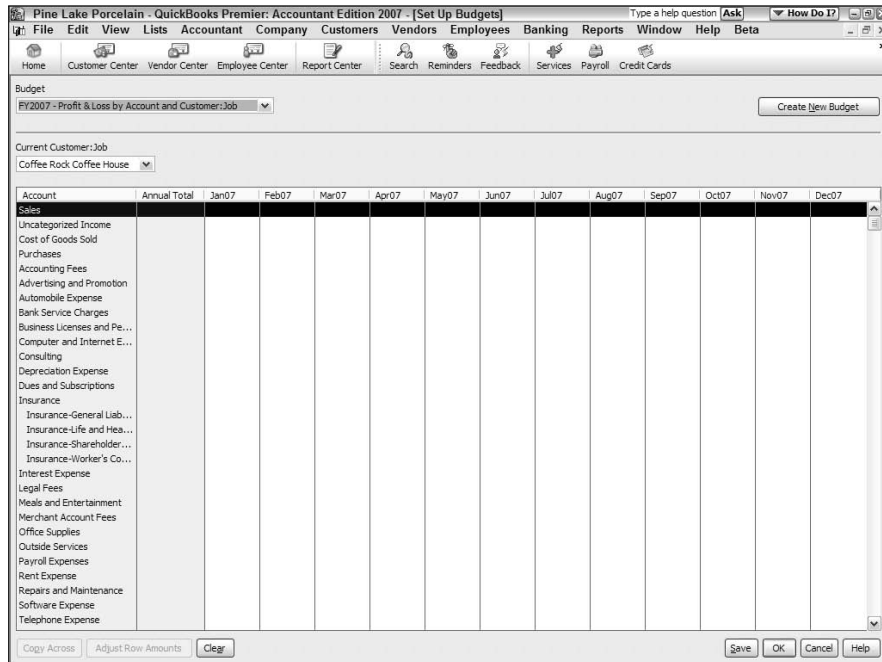 Pine Lake Porcelain - QuickBooks Premier: Accountant Edition 2007 - [Set Up Budgets]
Type a help question Ask How Do I?
File Edit View Lists Accountant Company Customers Vendors Employees Banking Reports Window Help Beta
Home Customer Center Vendor Center Employee Center Report Center Search Reminders Feedback Services Payroll Credit Cards
Budget
FY2007 - Profit & Loss by Account and Customer:Job
Create New Budget
Current Customer:Job
Coffee Rock Coffee House
Account Annual Total Jan07 Feb07 Mar07 Apr07 May07 Jun07 Jul07 Aug07 Sep07 Oct07 Nov07 Dec07
Sales
Uncategorized Income
Cost of Goods Sold
Purchases
Accounting Fees
Advertising and Promotion
Automobile Expense
Bank Service Charges
Business Licenses and Pe...
Computer and Internet E...
Consulting
Depreciation Expense
Dues and Subscriptions
Insurance
Insurance-General Liab...
Insurance-Life and Hea...
Insurance-Shareholder...
Insurance-Worker's Co...
Interest Expense
Legal Fees
Meals and Entertainment
Merchant Account Fees
Office Supplies
Outside Services
Payroll Expenses
Rent Expense
Repairs and Maintenance
Software Expense
Telephone Expense
Copy Across Adjust Row Amounts Clear Save OK Cancel Help